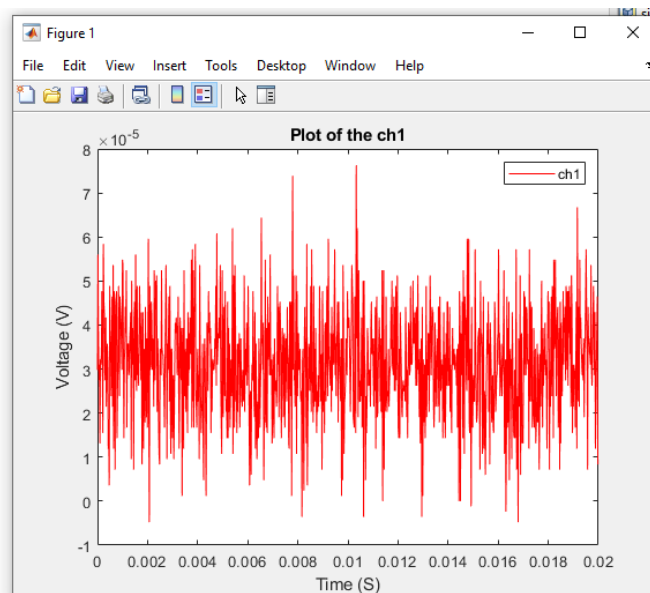 Figure 1
File Edit View Insert Tools Desktop Window Help
Plot of the ch1
×10-5
ch1
8
7
6
5
4
3
2
1
0
-1
Voltage (V)
0 0.002 0.004 0.006 0.008 0.01 0.012 0.014 0.016 0.018 0.02
Time (S)